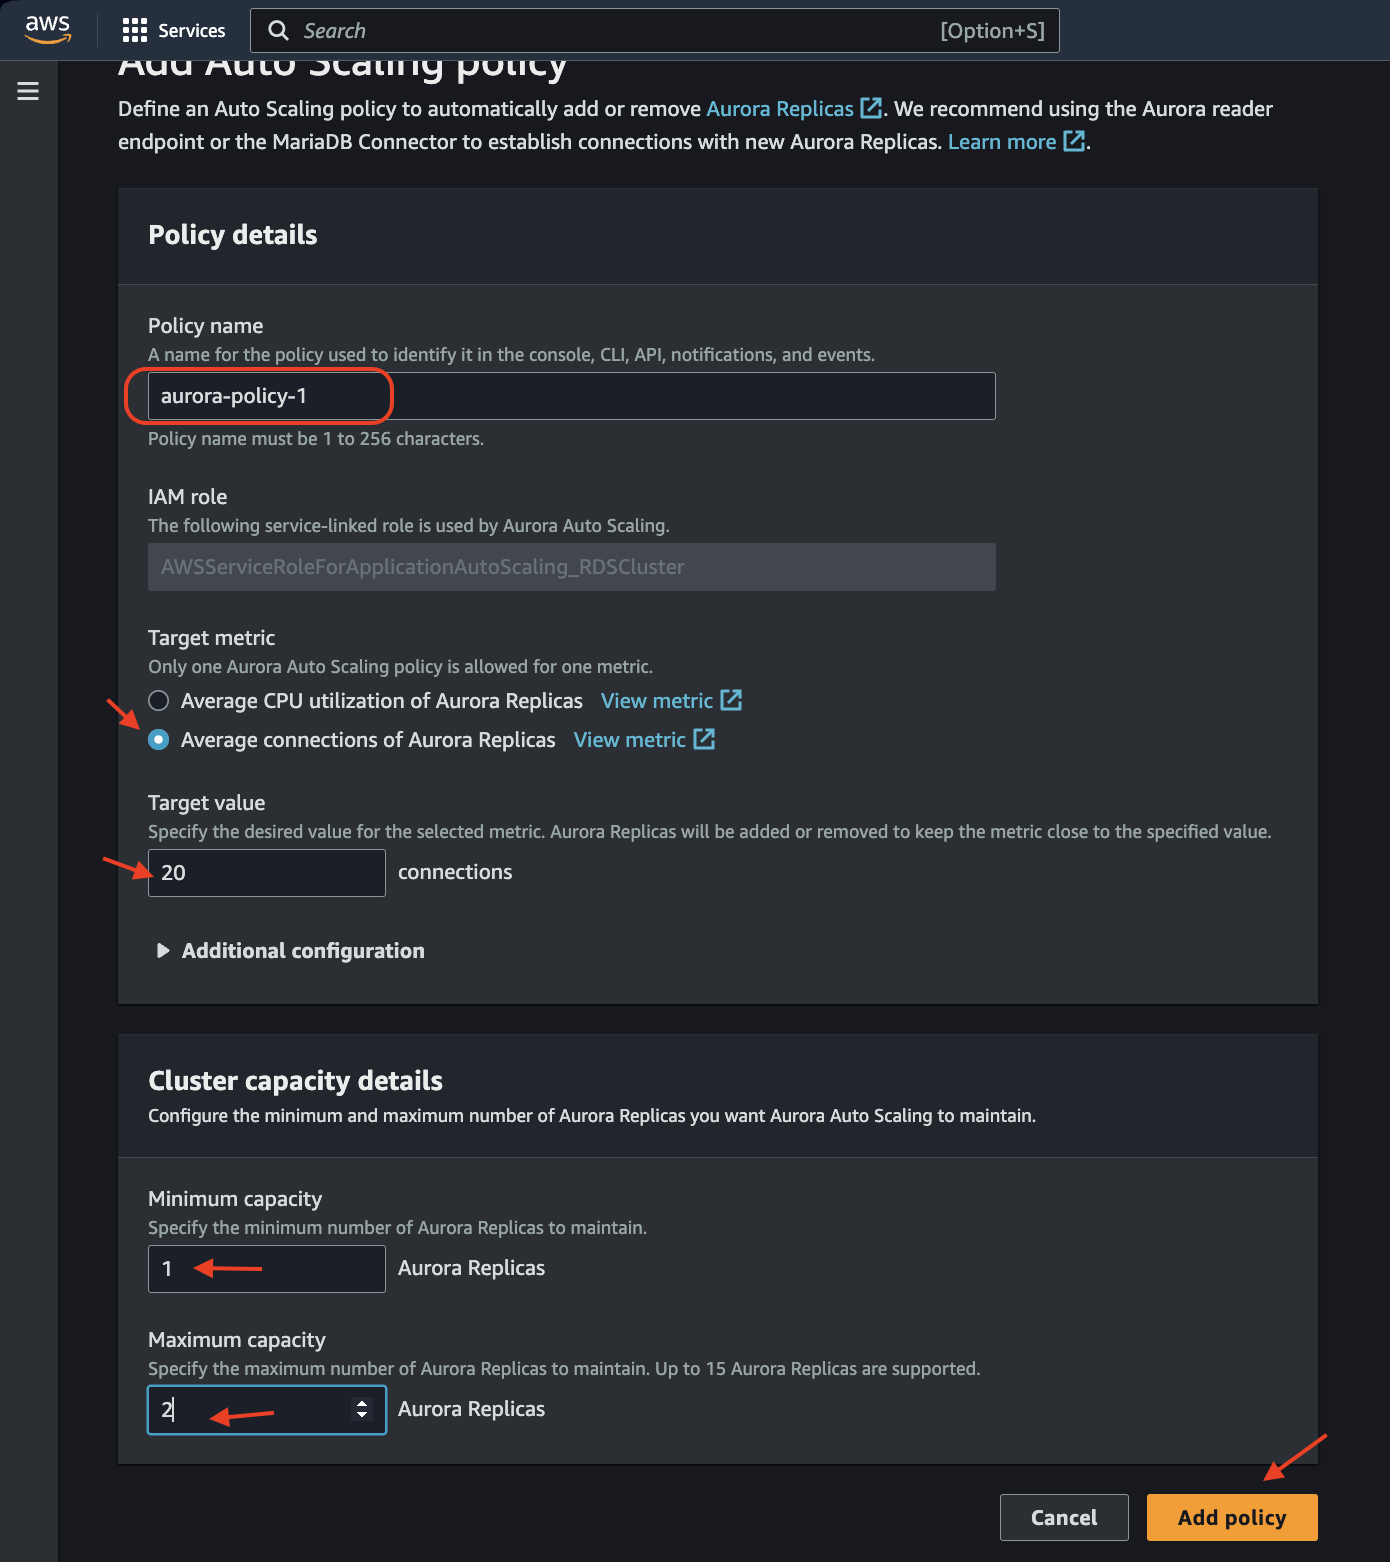 aws
Services
Search
[Option+S]
Add Auto Scaling policy
Define an Auto Scaling policy to automatically add or remove Aurora Replicas. We recommend using the Aurora reader
endpoint or the MariaDB Connector to establish connections with new Aurora Replicas. Learn more.
Policy details
Policy name
A name for the policy used to identify it in the console, CLI, API, notifications, and events.
aurora-policy-1
Policy name must be 1 to 256 characters.
IAM role
The following service-linked role is used by Aurora Auto Scaling.
AWSServiceRoleForApplicationAutoScaling_RDSCluster
Target metric
Only one Aurora Auto Scaling policy is allowed for one metric.
Average CPU utilization of Aurora Replicas View metric
Average connections of Aurora Replicas View metric
Target value
Specify the desired value for the selected metric. Aurora Replicas will be added or removed to keep the metric close to the specified value.
20 connections
Additional configuration
Cluster capacity details
Configure the minimum and maximum number of Aurora Replicas you want Aurora Auto Scaling to maintain.
Minimum capacity
Specify the minimum number of Aurora Replicas to maintain.
1 Aurora Replicas
Maximum capacity
Specify the maximum number of Aurora Replicas to maintain. Up to 15 Aurora Replicas are supported.
2 Aurora Replicas
Cancel
Add policy